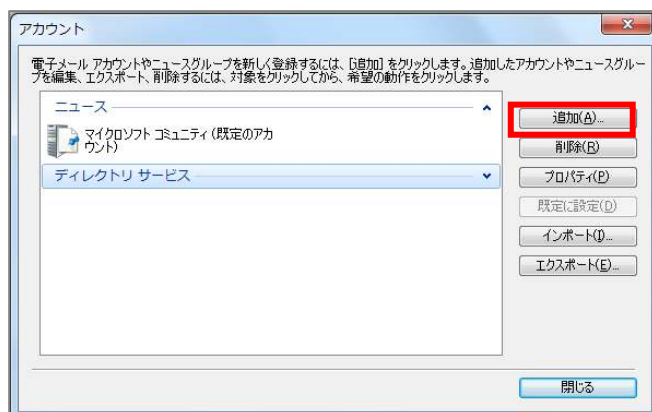 アカウント
電子メール アカウントやニュースグループを新しく登録するには、[追加] をクリックします。追加したアカウントやニュースグルー
プを編集、エクスポート、削除するには、対象をクリックしてから、希望の動作をクリックします。
ニュース
追加(A)...
マイクロソフト コミュニティ (既定のアカ
ウント)
削除(R)
ディレクトリ サービス
プロパティ(P)
既定に設定(D)
インポート(I)...
エクスポート(E)...
閉じる